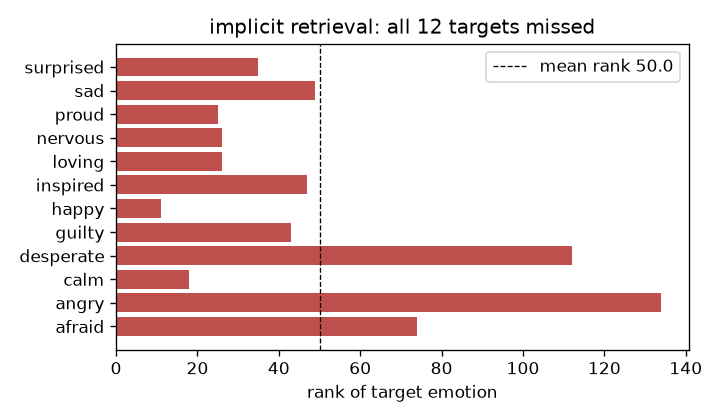 implicit retrieval: all 12 targets missed
mean rank 50.0
surprised
sad
proud
nervous
loving
inspired
happy
guilty
desperate
calm
angry
afraid
0 20 40 60 80 100 120 140
rank of target emotion